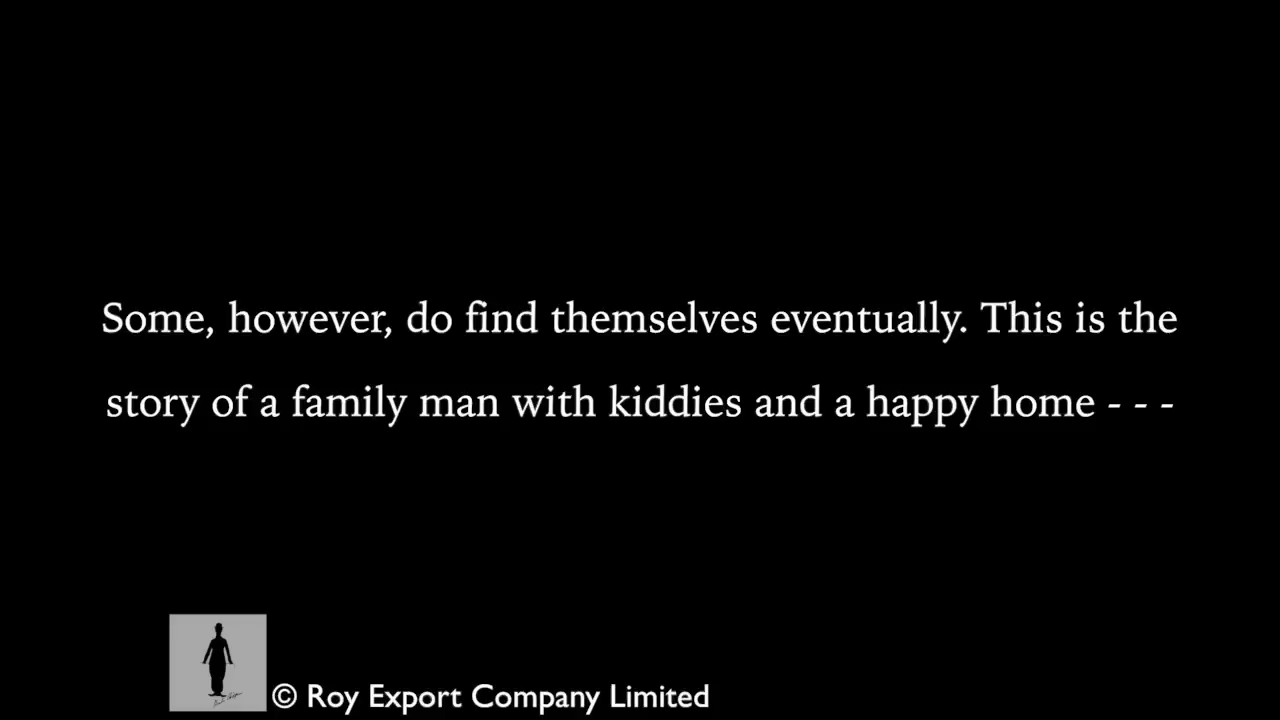 Some, however, do find themselves eventually. This is the
story of a family man with kiddies and a happy home - - -
© Roy Export Company Limited